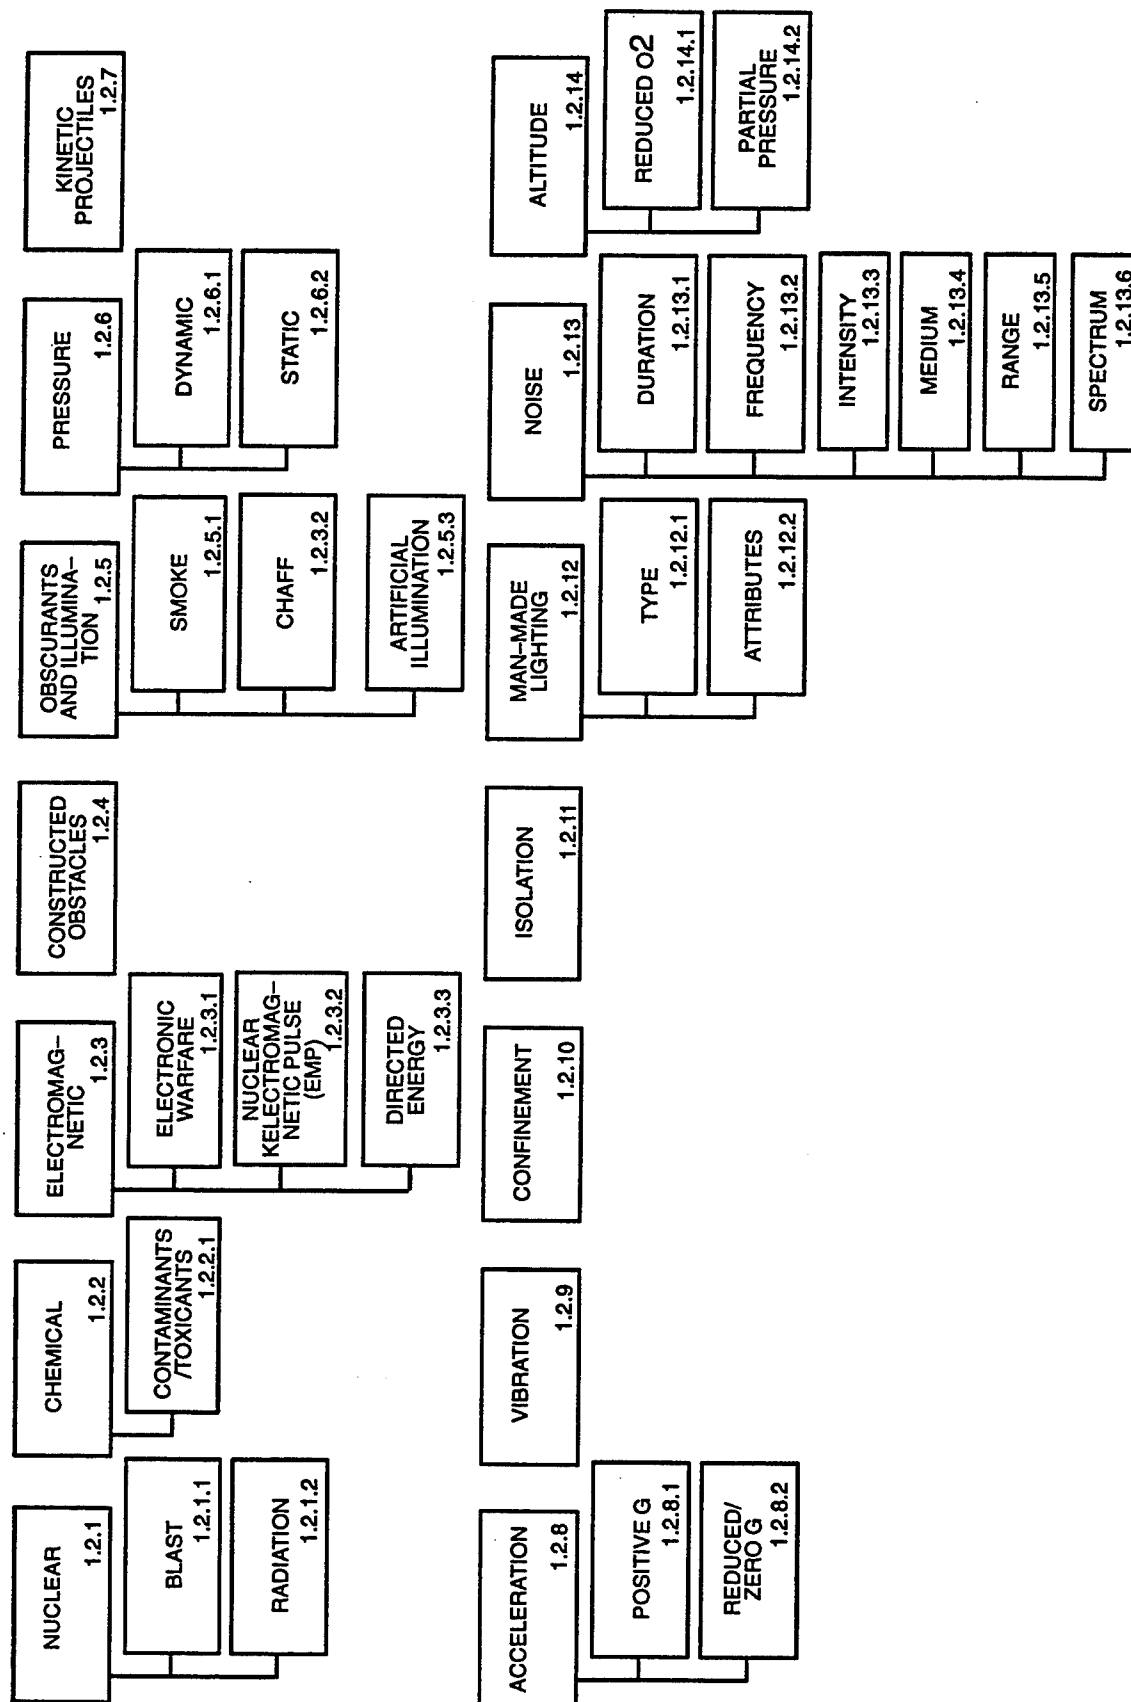 NUCLEAR
1.2.1
BLAST
1.2.1.1
RADIATION
1.2.1.2
CHEMICAL
1.2.2
CONTAMINANTS
/TOXICANTS
1.2.2.1
ELECTROMAG–
NETIC
1.2.3
ELECTRONIC
WARFARE
1.2.3.1
NUCLEAR
KELECTROMAG–
NETIC PULSE
(EMP)
1.2.3.2
DIRECTED
ENERGY
1.2.3.3
CONSTRUCTED
OBSTACLES
1.2.4
OBSCURANTS
AND ILLUMINA–
TION
1.2.5
SMOKE
1.2.5.1
CHAFF
1.2.3.2
ARTIFICIAL
ILLUMINATION
1.2.5.3
PRESSURE
1.2.6
DYNAMIC
1.2.6.1
STATIC
1.2.6.2
KINETIC
PROJECTILES
1.2.7
ACCELERATION
1.2.8
POSITIVE G
1.2.8.1
REDUCED/
ZERO G
1.2.8.2
VIBRATION
1.2.9
CONFINEMENT
1.2.10
ISOLATION
1.2.11
MAN–MADE
LIGHTING
1.2.12
TYPE
1.2.12.1
ATTRIBUTES
1.2.12.2
NOISE
1.2.13
DURATION
1.2.13.1
FREQUENCY
1.2.13.2
INTENSITY
1.2.13.3
MEDIUM
1.2.13.4
RANGE
1.2.13.5
SPECTRUM
1.2.13.6
ALTITUDE
1.2.14
REDUCED O2
1.2.14.1
PARTIAL
PRESSURE
1.2.14.2